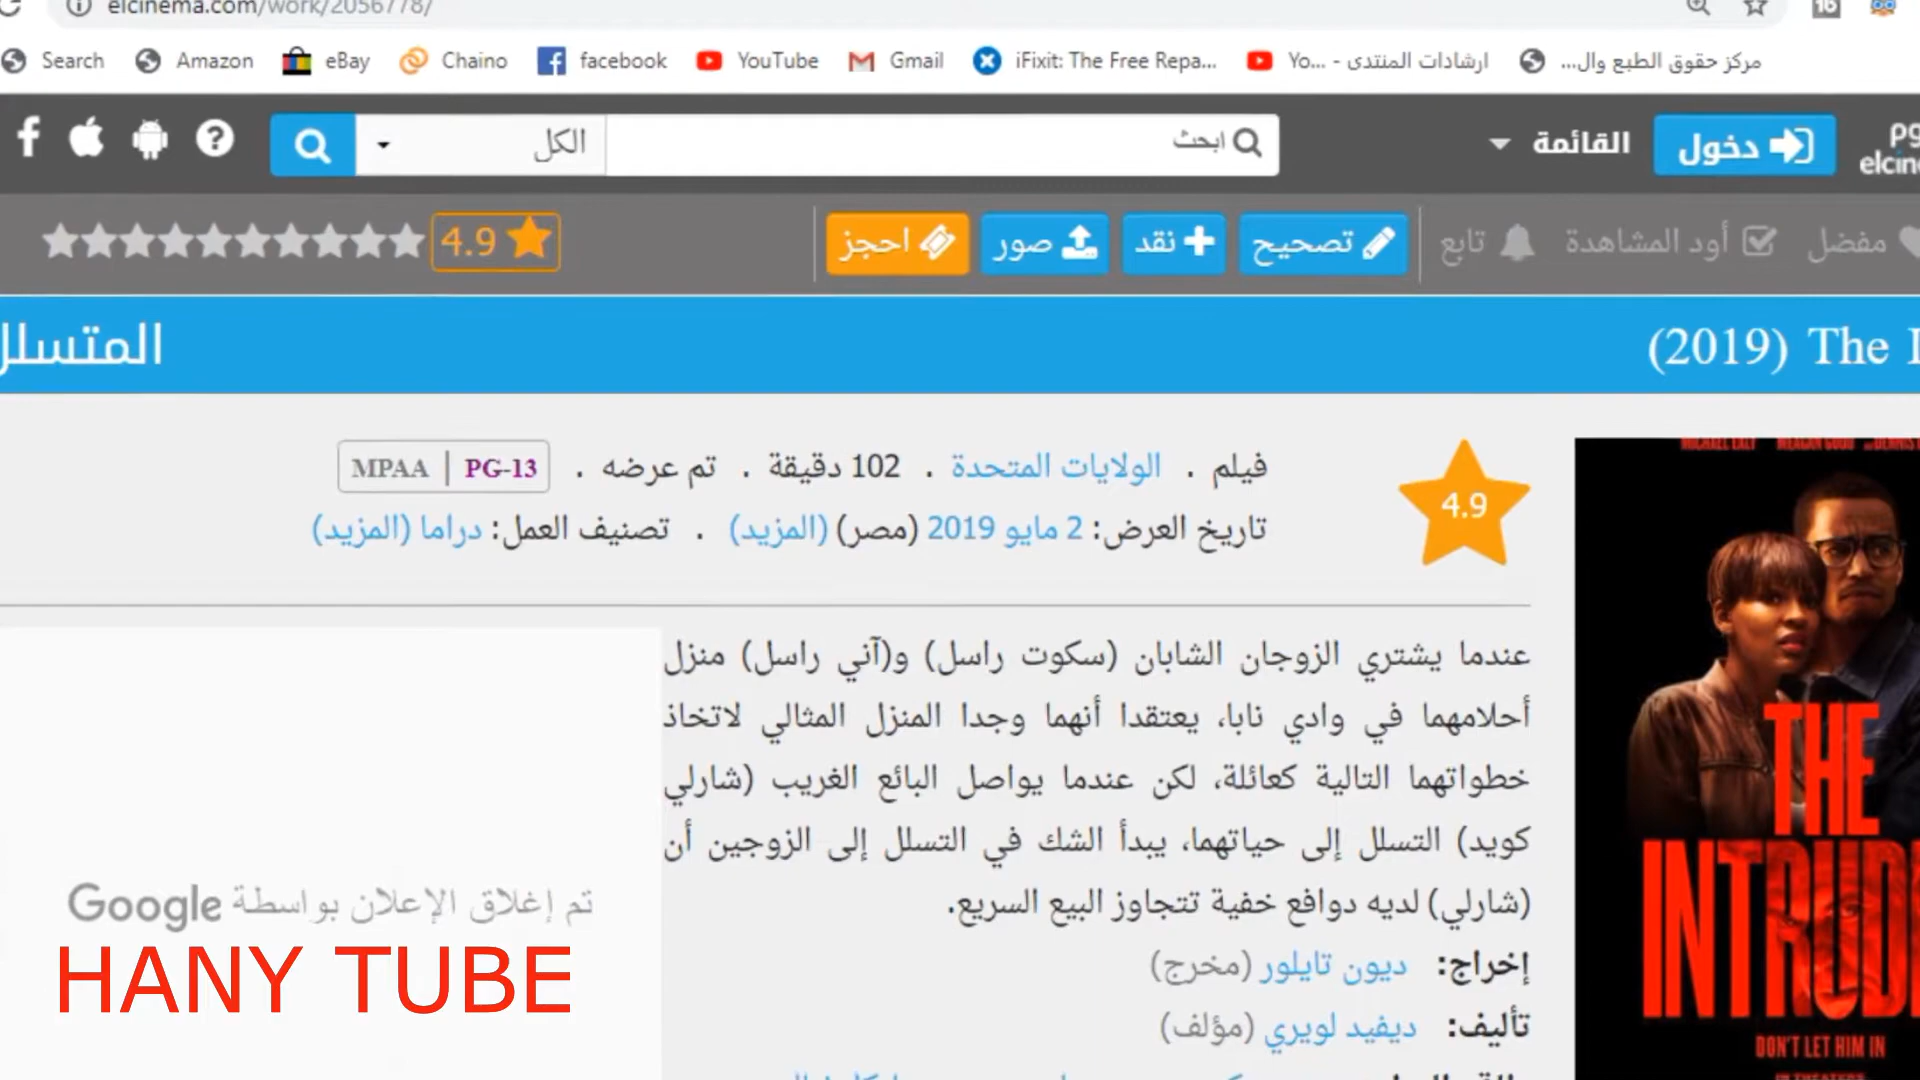 elcinema.com/work/2056778/
Search Amazon eBay Chaino facebook YouTube Gmail iFixit: The Free Repa... Yo... - ارشادات المنتدى مركز حقوق الطبع وال...
دخول القائمة ابحث الكل
مفضل أود المشاهدة تابع تصحيح نقد صور احجز 4.9
(2019) The
المتسلل
فيلم . الولايات المتحدة . 102 دقيقة . تم عرضه . MPAA | PG-13
تاريخ العرض: 2 مايو 2019 (مصر) (المزيد) . تصنيف العمل: دراما (المزيد)
4.9
عندما يشتري الزوجان الشابان (سكوت راسل) و(آني راسل) منزل
أحلامهما في وادي نابا، يعتقدا أنهما وجدا المنزل المثالي لاتخاذ
خطواتهما التالية كعائلة، لكن عندما يواصل البائع الغريب (شارلي
كويد) التسلل إلى حياتهما، يبدأ الشك في التسلل إلى الزوجين أن
(شارلي) لديه دوافع خفية تتجاوز البيع السريع.
إخراج: ديون تايلور (مخرج)
تأليف: ديفيد لويري (مؤلف)
تم إغلاق الإعلان بواسطة Google
HANY TUBE
MICHAEL EALY MEAGAN GOOD
THE
INTRUD
DON'T LET HIM IN